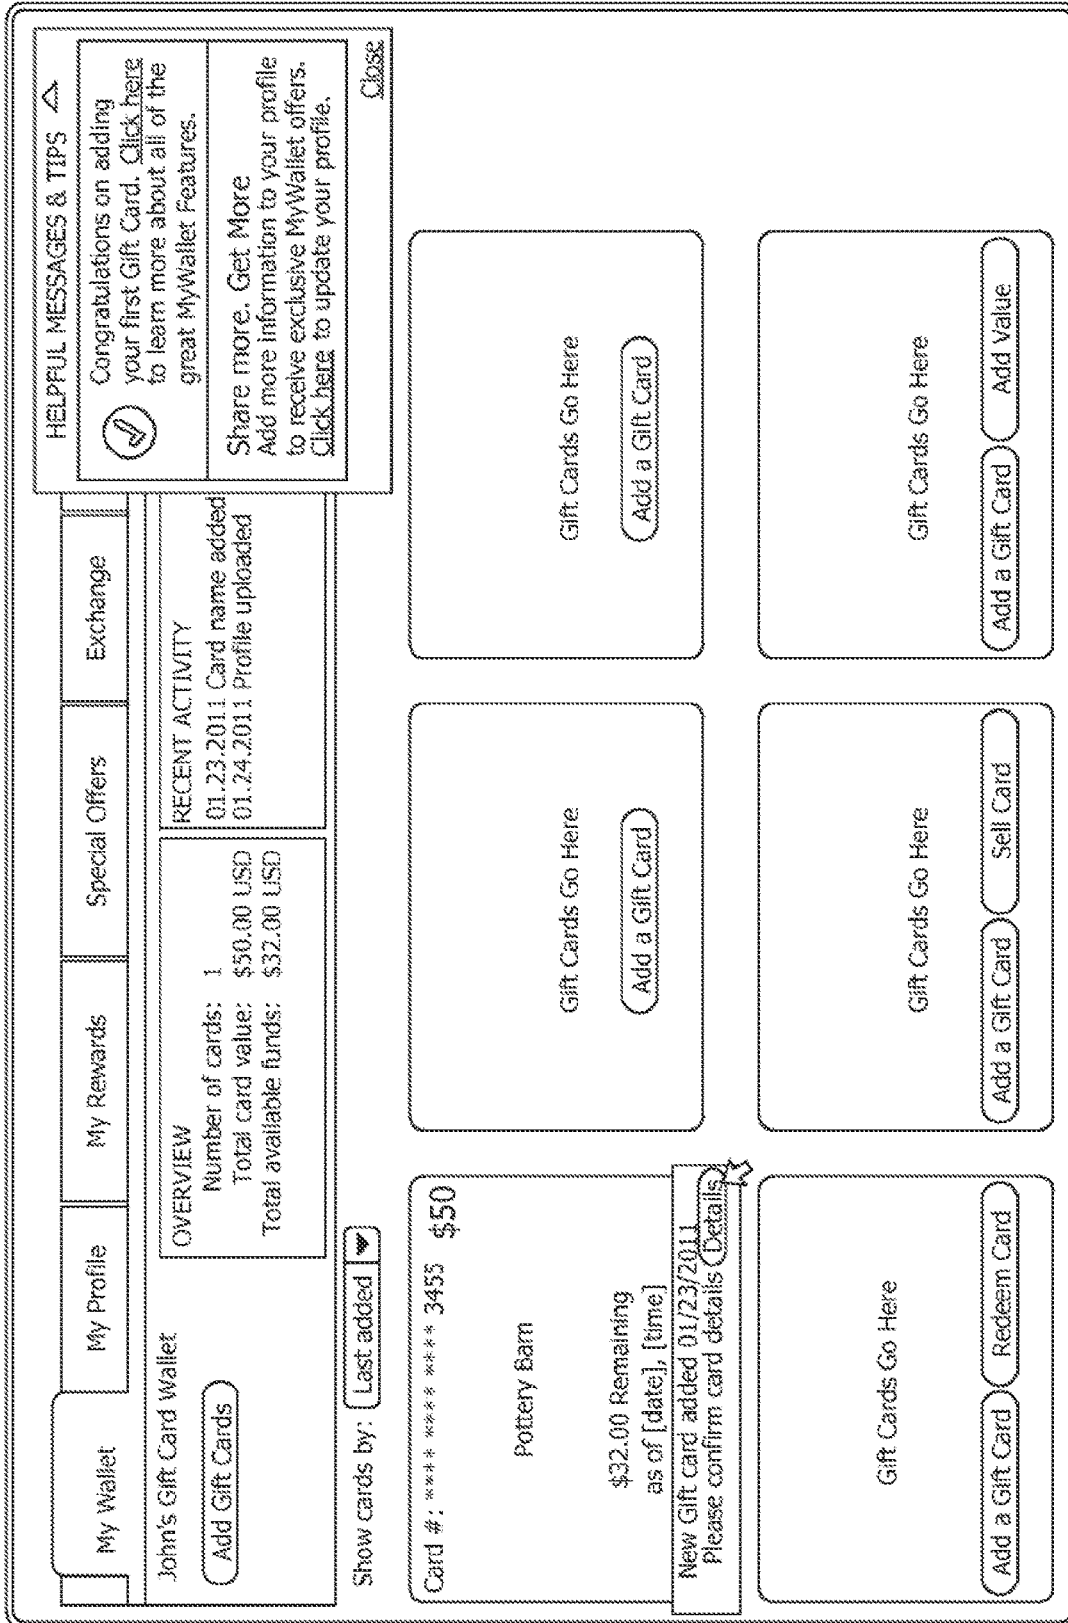 HELPFUL MESSAGES & TIPS
Congratulations on adding
your first Gift Card. Click here
to learn more about all of the
great MyWallet Features.
Share more. Get More
Add more information to your profile
to receive exclusive MyWallet offers.
Click here to update your profile.
Close
My Wallet
My Profile
My Rewards
Special Offers
Exchange
John's Gift Card Wallet
Add Gift Cards
OVERVIEW
Number of cards: 1
Total card value: $50.00 USD
Total available funds: $32.00 USD
RECENT ACTIVITY
01.23.2011 Card name added
01.24.2011 Profile uploaded
Show cards by: Last added
Card #: **** **** **** 3455 $50
Pottery Barn
$32.00 Remaining
as of [date], [time]
New Gift card added 01/23/2011
Please confirm card details Details
Gift Cards Go Here
Add a Gift Card
Gift Cards Go Here
Add a Gift Card
Gift Cards Go Here
Add a Gift Card Redeem Card
Gift Cards Go Here
Add a Gift Card Sell Card
Gift Cards Go Here
Add a Gift Card Add Value